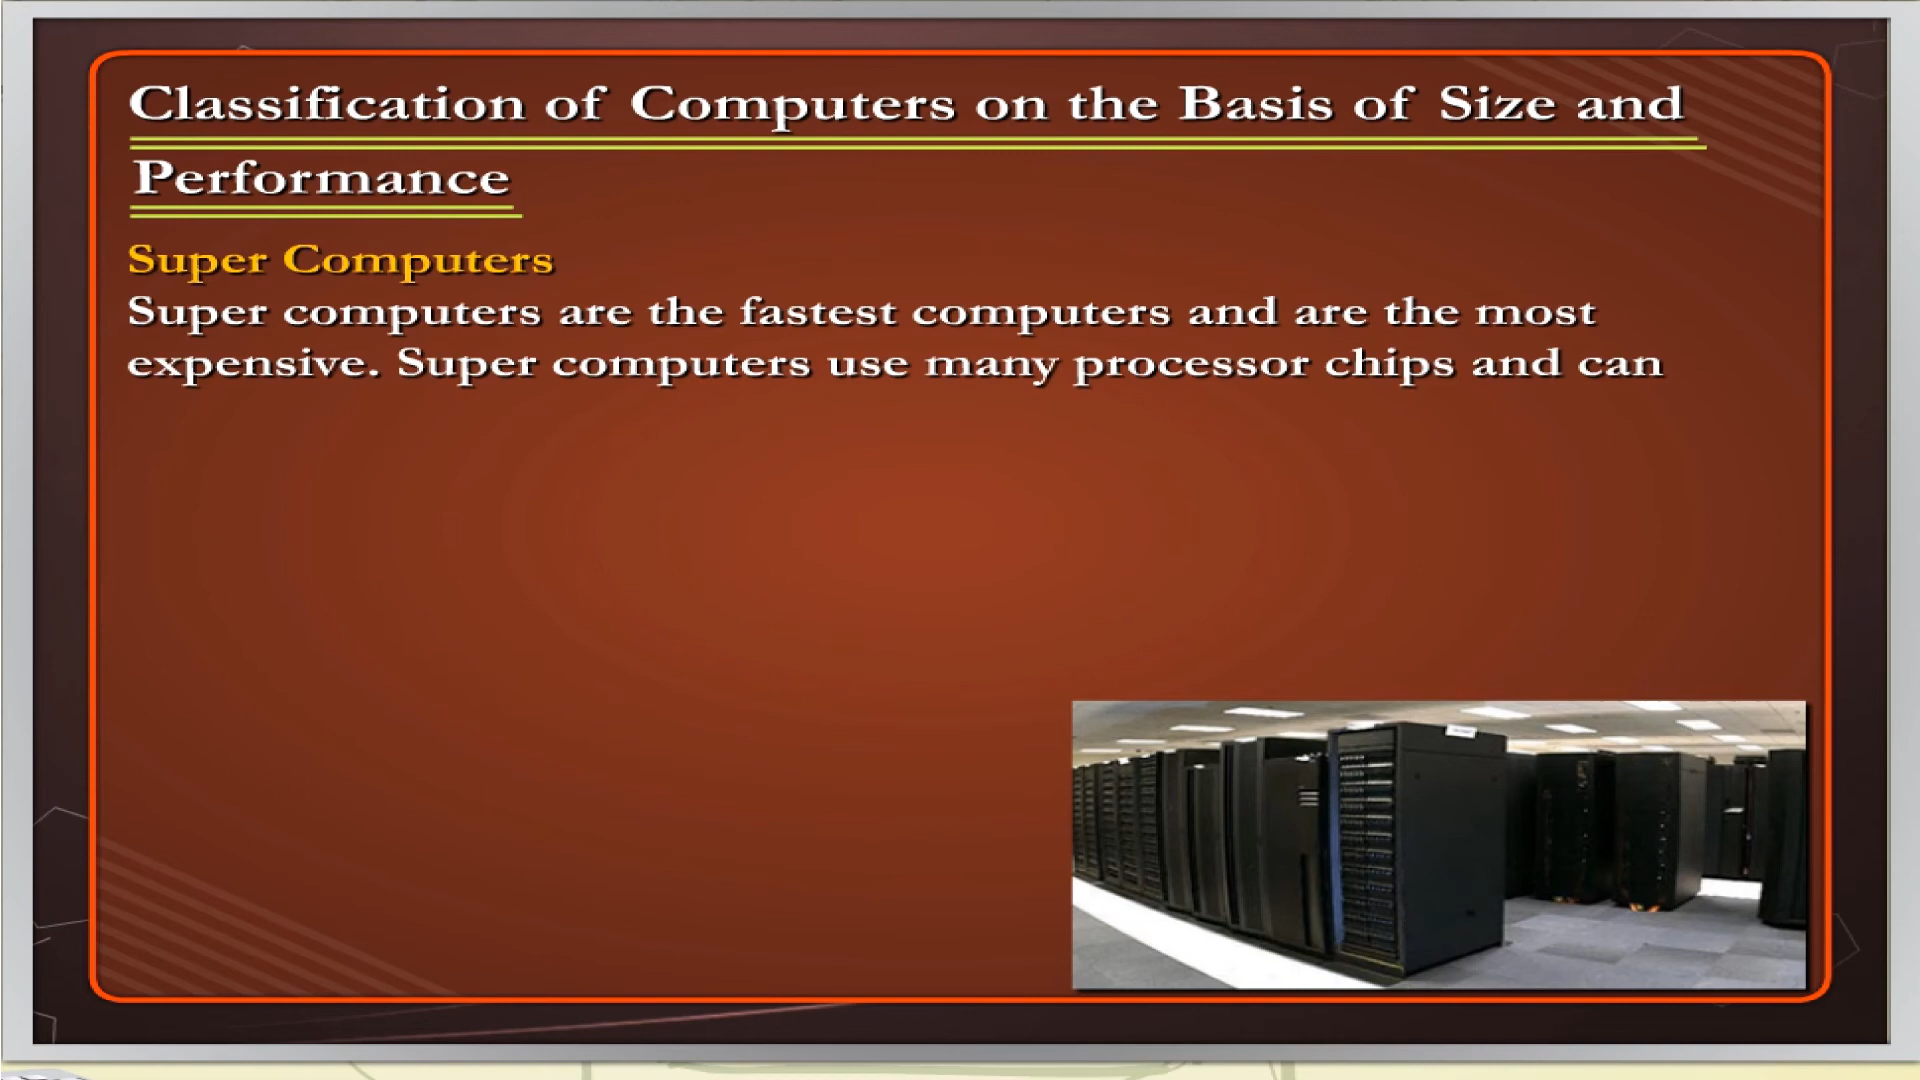 Classification of Computers on the Basis of Size and
Performance
Super Computers
Super computers are the fastest computers and are the most
expensive. Super computers use many processor chips and can